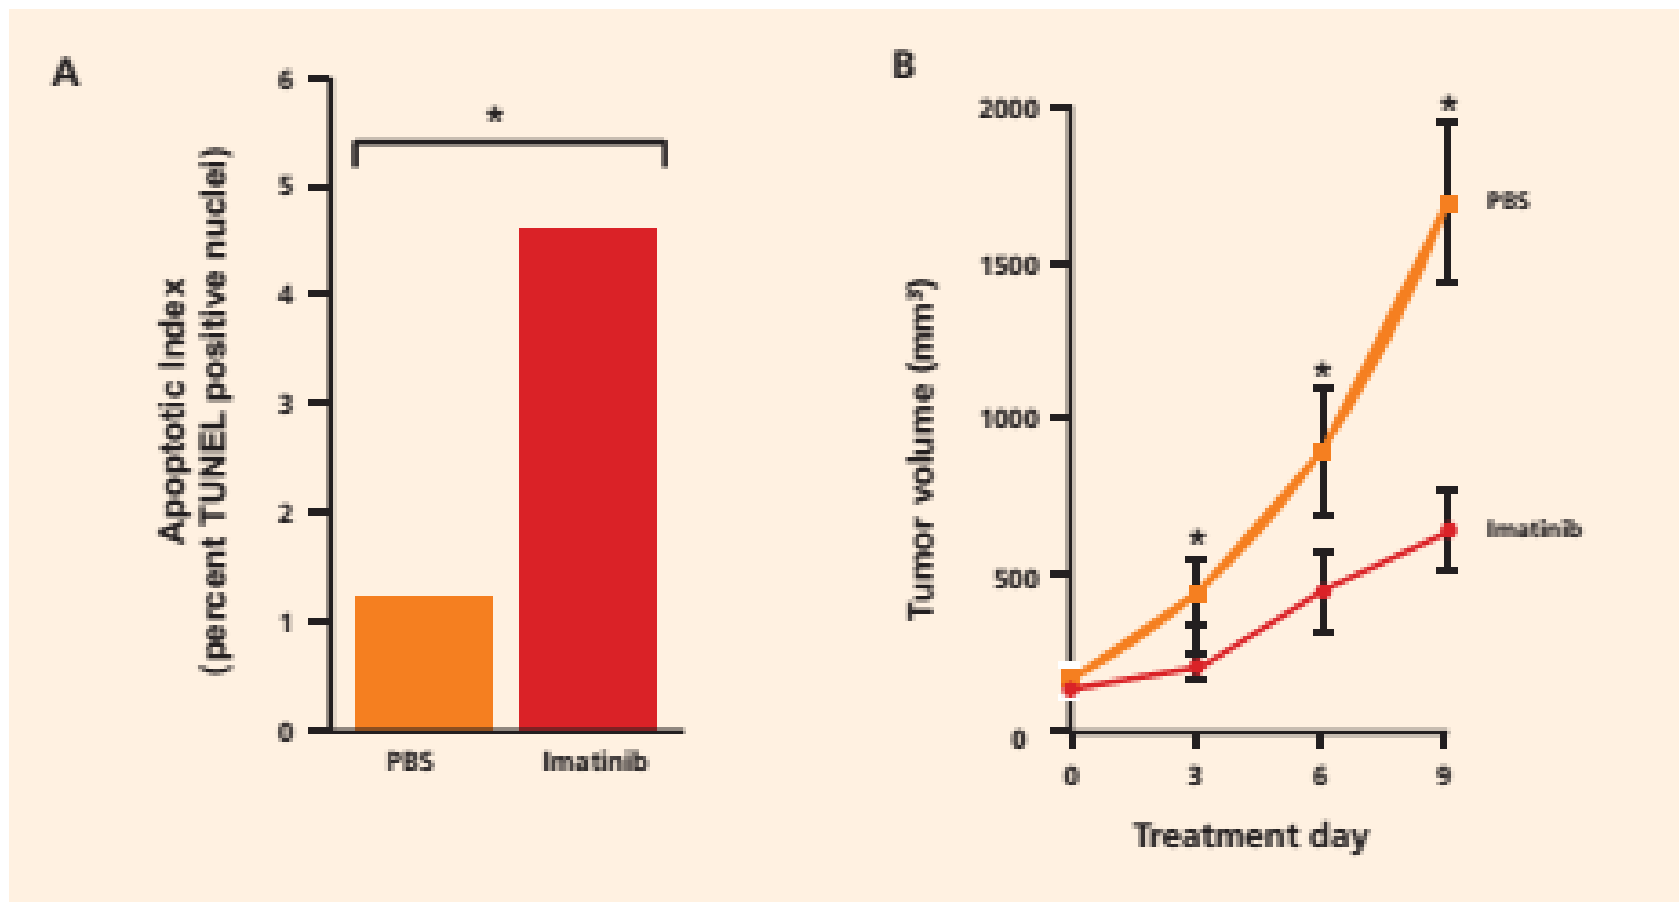 A
6
*
5
4
3
2
1
0
Apoptotic Index
(percent TUNEL positive nuclei)
PBS
Imatinib
B
2000
1500
1000
500
0
Tumor volume (mm³)
*
*
*
PBS
Imatinib
0
3
6
9
Treatment day